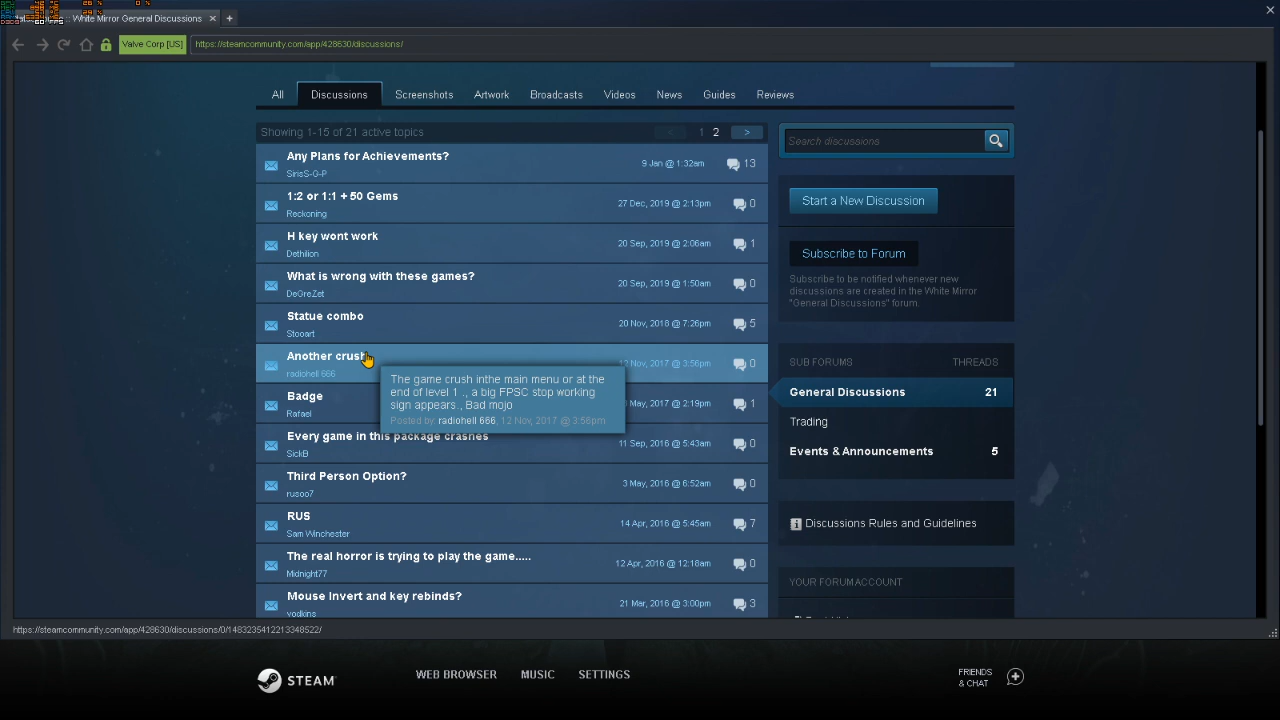 White Mirror General Discussions
Valve Corp [US]
https://steamcommunity.com/app/428630/discussions/
All
Discussions
Screenshots
Artwork
Broadcasts
Videos
News
Guides
Reviews
Showing 1-15 of 21 active topics
< 1 2 >
Any Plans for Achievements?
SirisS-G-P
9 Jan @ 1:32am
13
1:2 or 1:1 + 50 Gems
Reckoning
27 Dec, 2019 @ 2:13pm
0
H key wont work
Dethilion
20 Sep, 2019 @ 2:06am
1
What is wrong with these games?
DeGreZet
20 Sep, 2019 @ 1:50am
0
Statue combo
Stooart
20 Nov, 2018 @ 7:26pm
5
Another crush
radiohell 666
12 Nov, 2017 @ 3:56pm
0
The game crush inthe main menu or at the
end of level 1 ., a big FPSC stop working
sign appears., Bad mojo
Posted by: radiohell 666, 12 Nov, 2017 @ 3:56pm
Badge
Rafael
May, 2017 @ 2:19pm
1
Every game in this package crashes
SickB
11 Sep, 2016 @ 5:43am
0
Third Person Option?
rusoo7
3 May, 2016 @ 6:52am
0
RUS
Sam Winchester
14 Apr, 2016 @ 5:45am
7
The real horror is trying to play the game.....
Midnight77
12 Apr, 2016 @ 12:18am
0
Mouse Invert and key rebinds?
vodkins
21 Mar, 2016 @ 3:00pm
3
Search discussions
Start a New Discussion
Subscribe to Forum
Subscribe to be notified whenever new
discussions are created in the White Mirror
"General Discussions" forum.
SUB FORUMS
THREADS
General Discussions
21
Trading
Events & Announcements
5
Discussions Rules and Guidelines
YOUR FORUM ACCOUNT
https://steamcommunity.com/app/428630/discussions/0/1483235412213348522/
STEAM
WEB BROWSER
MUSIC
SETTINGS
FRIENDS
& CHAT